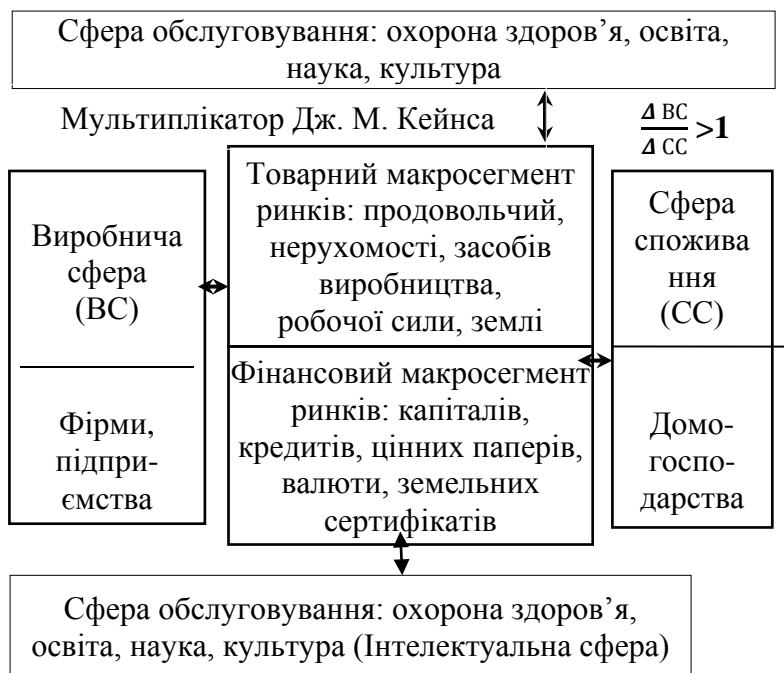 Сфера обслуговування: охорона здоров’я, освіта,
наука, культура
Мультиплікатор Дж. М. Кейнса
Δ ВС
Δ СС
>1
Виробнича
сфера
(ВС)
Фірми,
підпри-
ємства
Товарний макросегмент
ринків: продовольчий,
нерухомості, засобів
виробництва,
робочої сили, землі
Фінансовий макросегмент
ринків: капіталів,
кредитів, цінних паперів,
валюти, земельних
сертифікатів
Сфера
спожива
ння
(СС)
Домо-
госпо-
дарства
Сфера обслуговування: охорона здоров’я,
освіта, наука, культура (Інтелектуальна сфера)